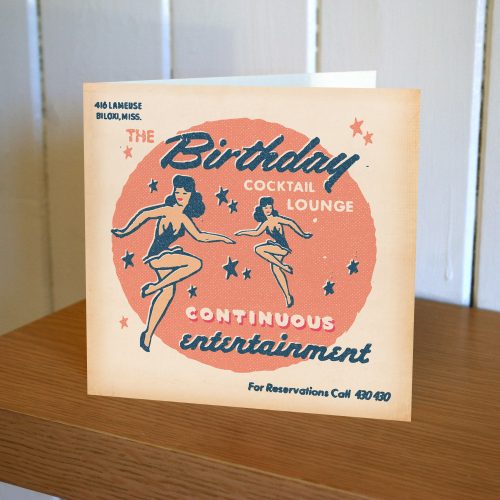 416 LAMEUSE
BILOXI, MISS.
THE
Birthday
COCKTAIL
LOUNGE
CONTINUOUS
entertainment
For Reservations Call 430 430